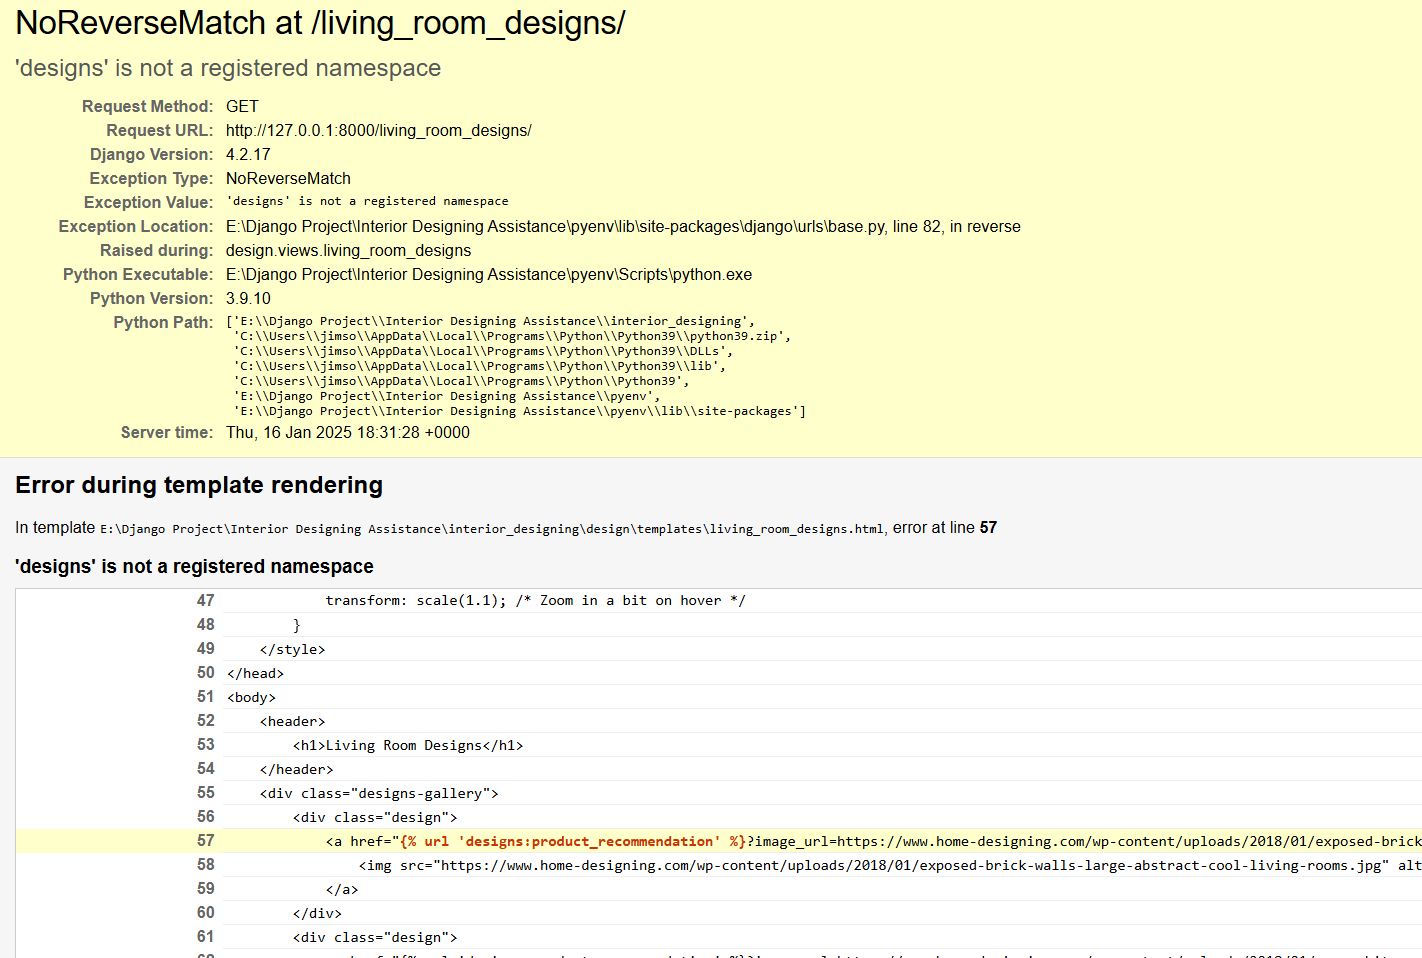 NoReverseMatch at /living_room_designs/
'designs' is not a registered namespace
Request Method: GET
Request URL: http://127.0.0.1:8000/living_room_designs/
Django Version: 4.2.17
Exception Type: NoReverseMatch
Exception Value: 'designs' is not a registered namespace
Exception Location: E:\Django Project\Interior Designing Assistance\pyenv\lib\site-packages\django\urls\base.py, line 82, in reverse
Raised during: design.views.living_room_designs
Python Executable: E:\Django Project\Interior Designing Assistance\pyenv\Scripts\python.exe
Python Version: 3.9.10
Python Path: ['E:\\Django Project\\Interior Designing Assistance\\interior_designing',
'C:\\Users\\jimso\\AppData\\Local\\Programs\\Python\\Python39\\python39.zip',
'C:\\Users\\jimso\\AppData\\Local\\Programs\\Python\\Python39\\DLLs',
'C:\\Users\\jimso\\AppData\\Local\\Programs\\Python\\Python39\\lib',
'C:\\Users\\jimso\\AppData\\Local\\Programs\\Python\\Python39',
'E:\\Django Project\\Interior Designing Assistance\\pyenv',
'E:\\Django Project\\Interior Designing Assistance\\pyenv\\lib\\site-packages']
Server time: Thu, 16 Jan 2025 18:31:28 +0000
Error during template rendering
In template E:\Django Project\Interior Designing Assistance\interior_designing\design\templates\living_room_designs.html, error at line 57
'designs' is not a registered namespace
47 transform: scale(1.1); /* Zoom in a bit on hover */
48 }
49 </style>
50 </head>
51 <body>
52 <header>
53 <h1>Living Room Designs</h1>
54 </header>
55 <div class="designs-gallery">
56 <div class="design">
57 <a href="{% url 'designs:product_recommendation' %}?image_url=https://www.home-designing.com/wp-content/uploads/2018/01/exposed-brick
58 <img src="https://www.home-designing.com/wp-content/uploads/2018/01/exposed-brick-walls-large-abstract-cool-living-rooms.jpg" alt
59 </a>
60 </div>
61 <div class="design">